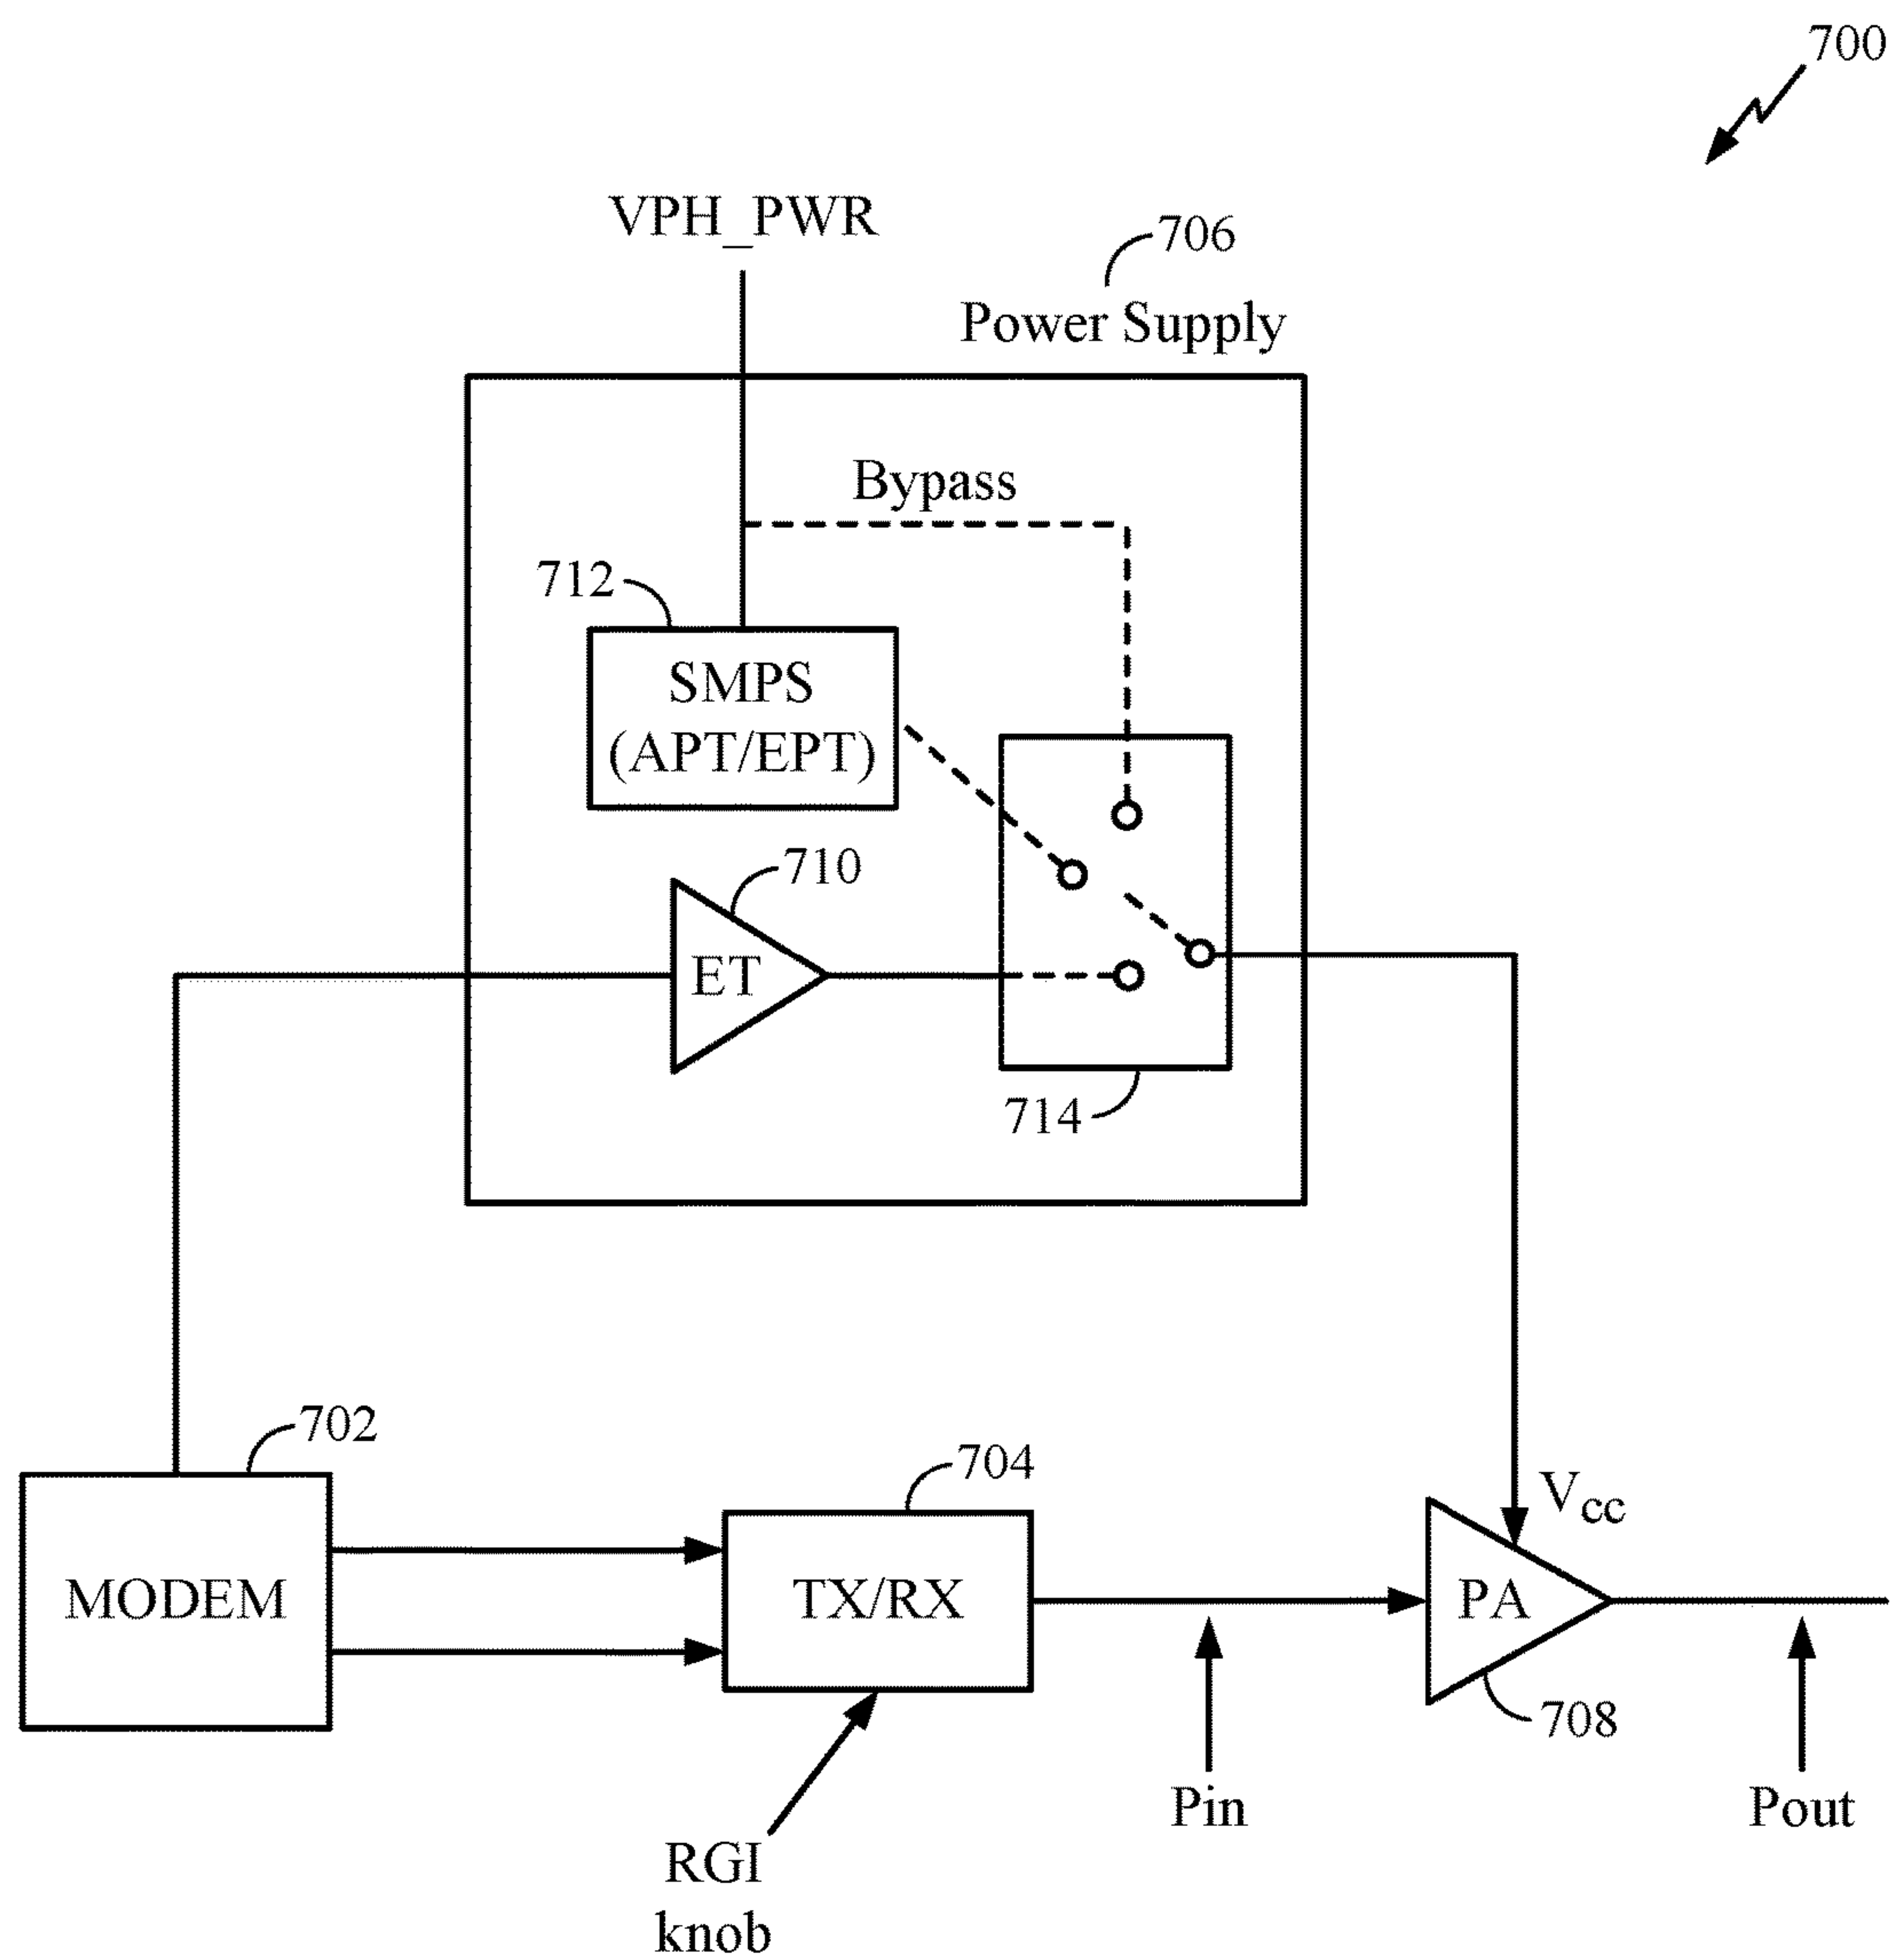 700
VPH_PWR
706
Power Supply
Bypass
712
SMPS
(APT/EPT)
710
ET
714
702
MODEM
704
TX/RX
Vcc
PA
708
Pin
Pout
RGI
knob